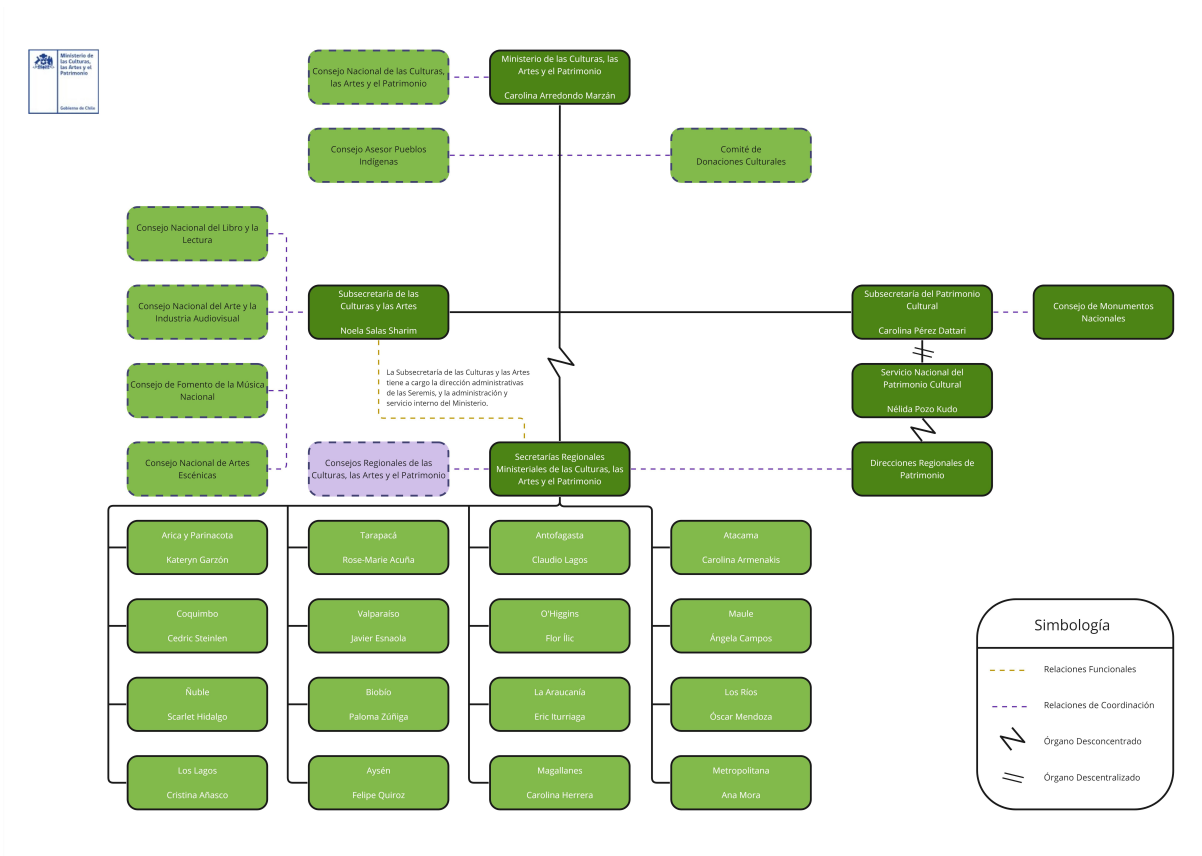 Ministerio de
las Culturas,
las Artes y el
Patrimonio
Gobierno de Chile
Consejo Nacional de las Culturas,
las Artes y el Patrimonio
Ministerio de las Culturas, las
Artes y el Patrimonio
Carolina Arredondo Marzán
Consejo Asesor Pueblos
Indígenas
Comité de
Donaciones Culturales
Consejo Nacional del Libro y la
Lectura
Consejo Nacional del Arte y la
Industria Audiovisual
Subsecretaría de las
Culturas y las Artes
Noela Salas Sharim
Subsecretaría del Patrimonio
Cultural
Carolina Pérez Dattari
Consejo de Monumentos
Nacionales
Consejo de Fomento de la Música
Nacional
La Subsecretaría de las Culturas y las Artes
tiene a cargo la dirección administrativas
de las Seremis, y la administración y
servicio interno del Ministerio.
Servicio Nacional del
Patrimonio Cultural
Nélida Pozo Kudo
Consejo Nacional de Artes
Escénicas
Consejos Regionales de las
Culturas, las Artes y el Patrimonio
Secretarías Regionales
Ministeriales de las Culturas, las
Artes y el Patrimonio
Direcciones Regionales de
Patrimonio
Arica y Parinacota
Kateryn Garzón
Tarapacá
Rose-Marie Acuña
Antofagasta
Claudio Lagos
Atacama
Carolina Armenakis
Coquimbo
Cedric Steinlen
Valparaíso
Javier Esnaola
O'Higgins
Flor Ílic
Maule
Ángela Campos
Ñuble
Scarlet Hidalgo
Biobío
Paloma Zúñiga
La Araucanía
Eric Iturriaga
Los Ríos
Óscar Mendoza
Los Lagos
Cristina Añasco
Aysén
Felipe Quiroz
Magallanes
Carolina Herrera
Metropolitana
Ana Mora
Simbología
Relaciones Funcionales
Relaciones de Coordinación
Órgano Desconcentrado
Órgano Descentralizado